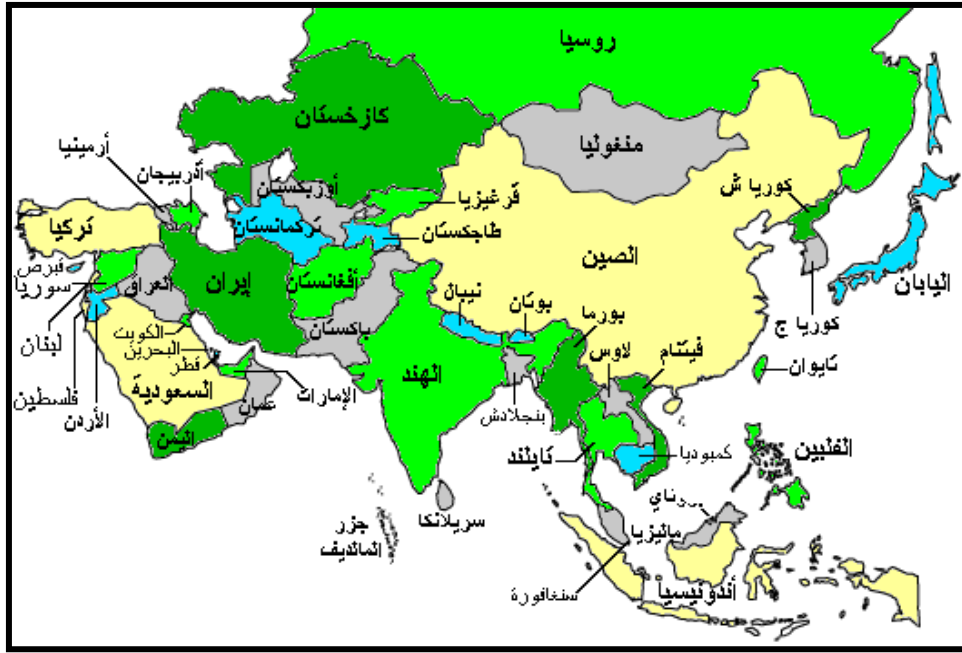 روسيا
كازخستان
منغوليا
أرمينيا
أذربيجان
أوزبكستان
قرغيزيا
كوريا ش
تركيا
تركمانستان
طاجكستان
الصين
قبرص
سوريا
العراق
إيران
أفغانستان
اليابان
نيبال
بوتان
بورما
باكستان
كوريا ج
لبنان
الكويت
البحرين
قطر
لاوس
فيتنام
تايوان
السعودية
الهند
فلسطين
الأردن
الإمارات
عمان
بنجلادش
اليمن
تايلند
كمبوديا
الفلبين
سريلانكا
جزر
المالديف
بروناي
ماليزيا
سنغافورة
أندونيسيا